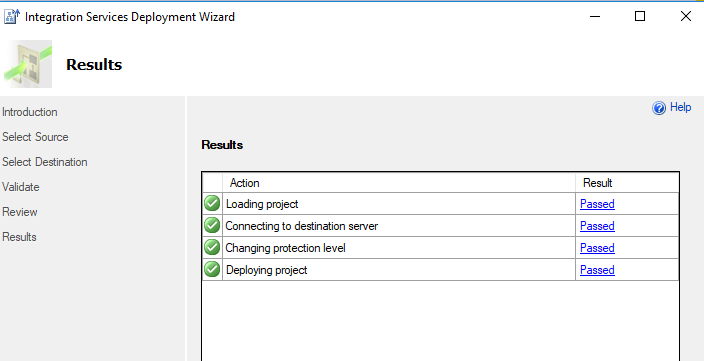 Integration Services Deployment Wizard
Results
Help
Introduction
Select Source
Select Destination
Validate
Review
Results
Results
Action Result
Loading project Passed
Connecting to destination server Passed
Changing protection level Passed
Deploying project Passed